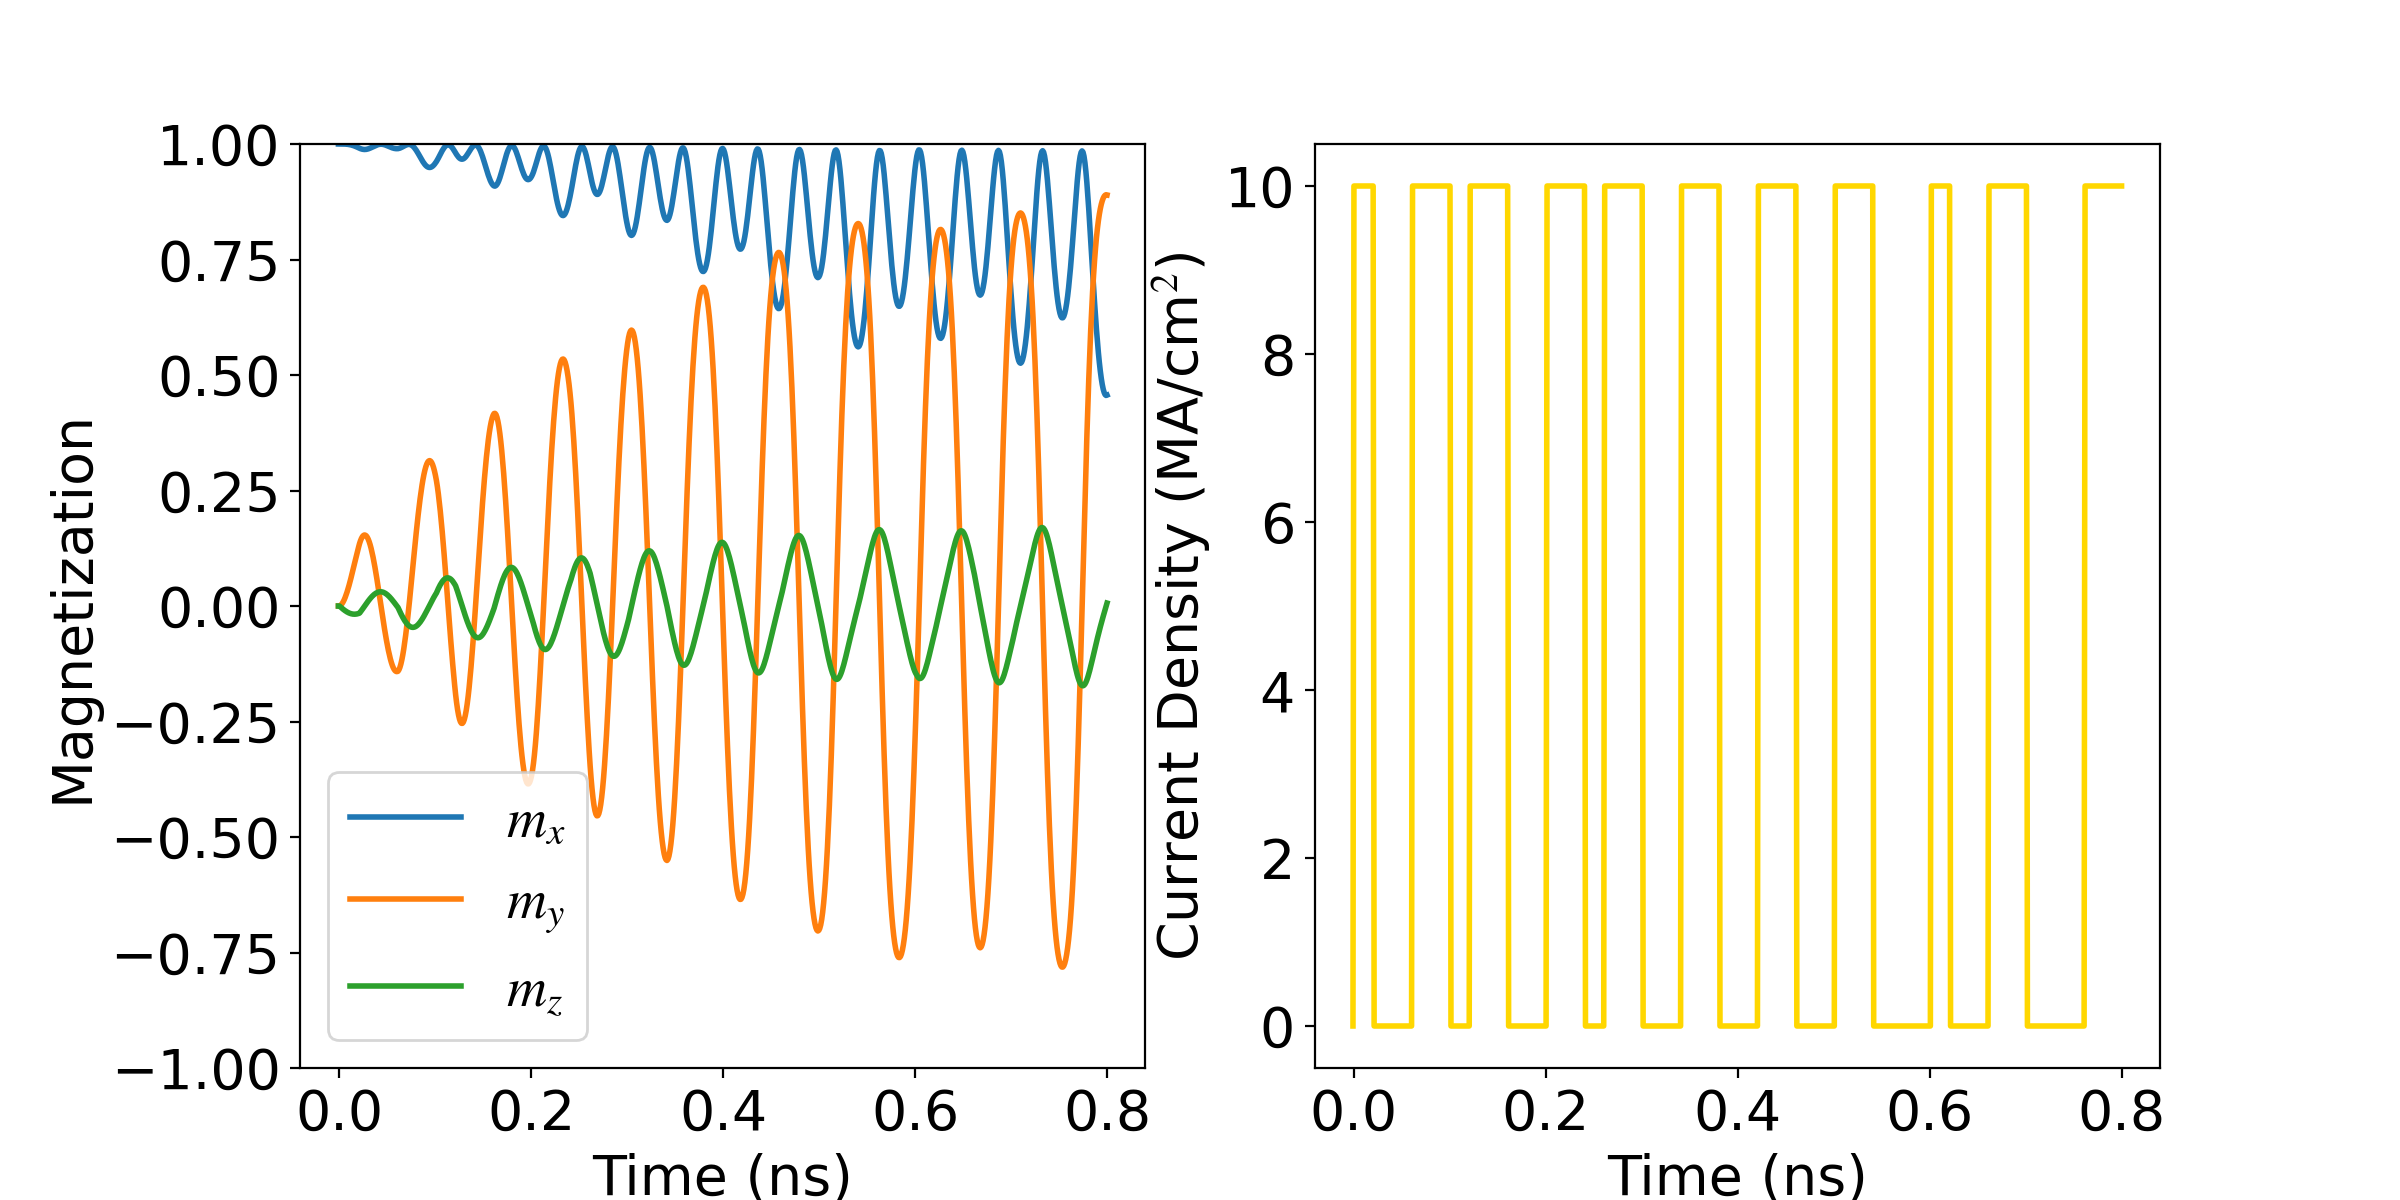 Magnetization
1.00
0.75
0.50
0.25
0.00
−0.25
−0.50
−0.75
−1.00
m_x
m_y
m_z
0.0 0.2 0.4 0.6 0.8
Time (ns)
Current Density (MA/cm²)
10
8
6
4
2
0
0.0 0.2 0.4 0.6 0.8
Time (ns)